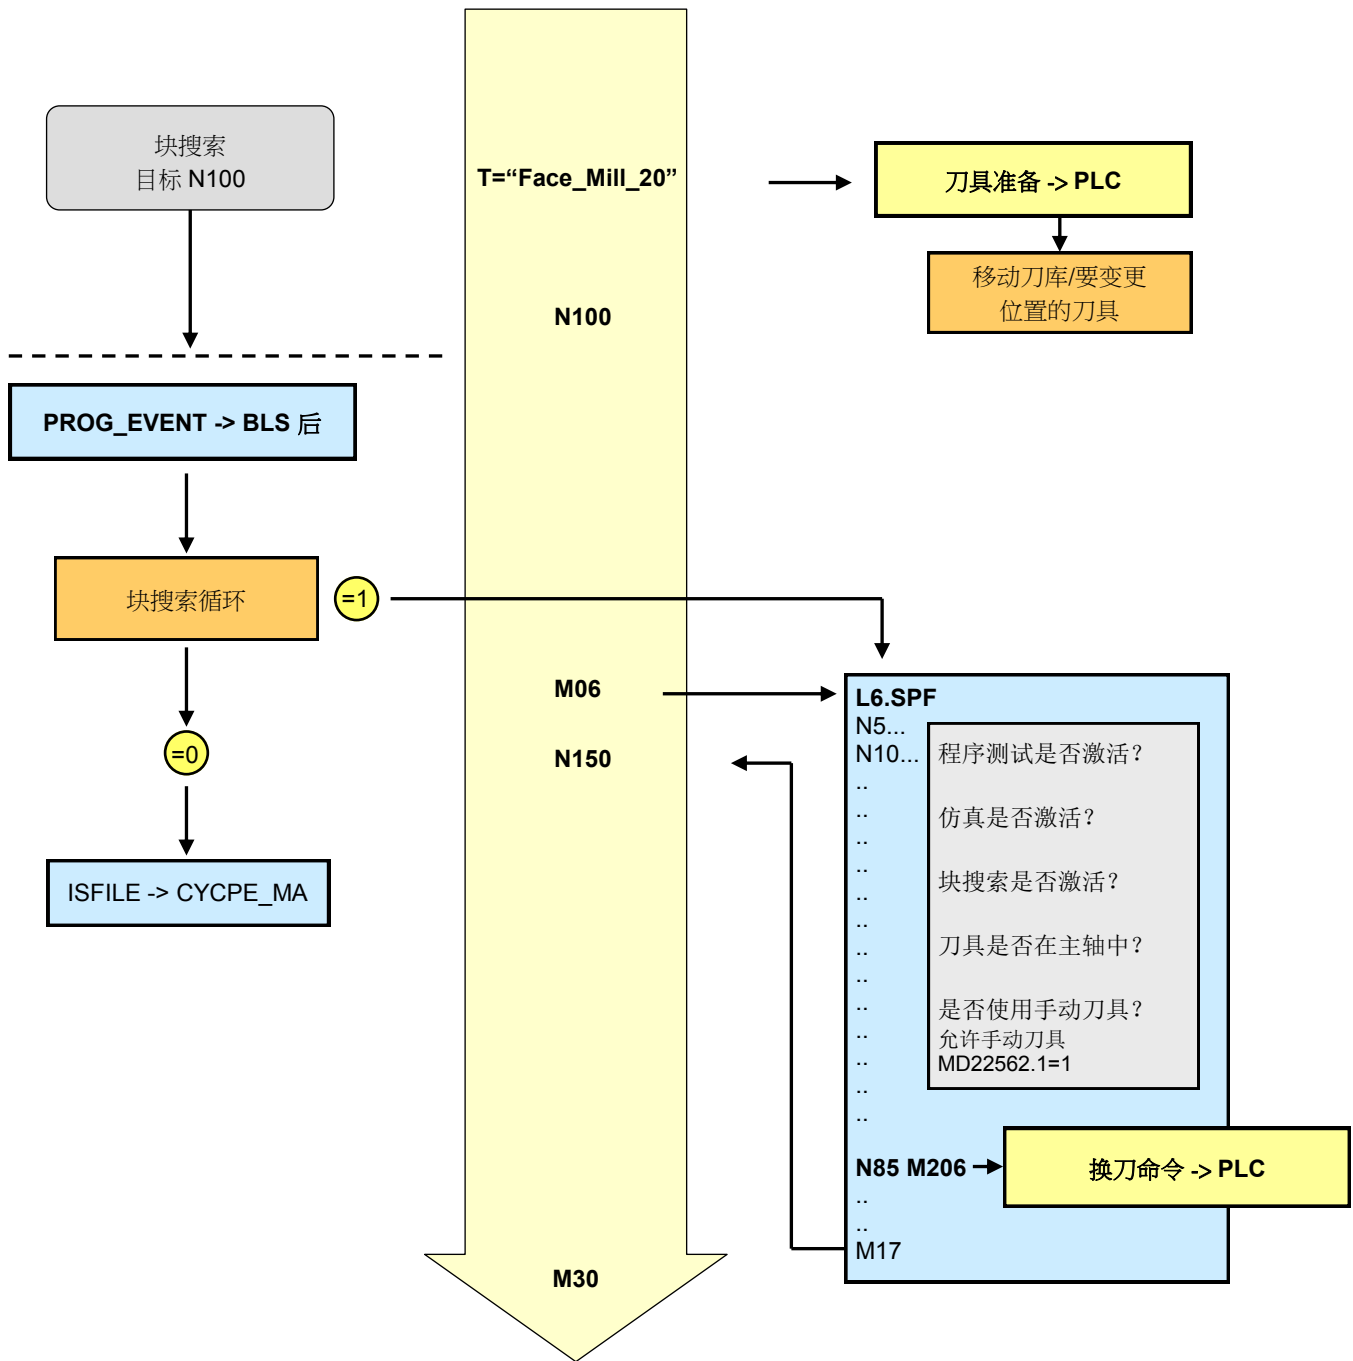 块搜索
目标 N100
T=“Face_Mill_20”
刀具准备 -> PLC
移动刀库/要变更
位置的刀具
N100
PROG_EVENT -> BLS 后
块搜索循环
=1
=0
ISFILE -> CYCPE_MA
M06
N150
M30
L6.SPF
N5...
N10...
..
..
..
..
..
..
..
..
..
..
..
..
..
程序测试是否激活?
仿真是否激活?
块搜索是否激活?
刀具是否在主轴中?
是否使用手动刀具?
允许手动刀具
MD22562.1=1
N85 M206
换刀命令 -> PLC
..
..
M17